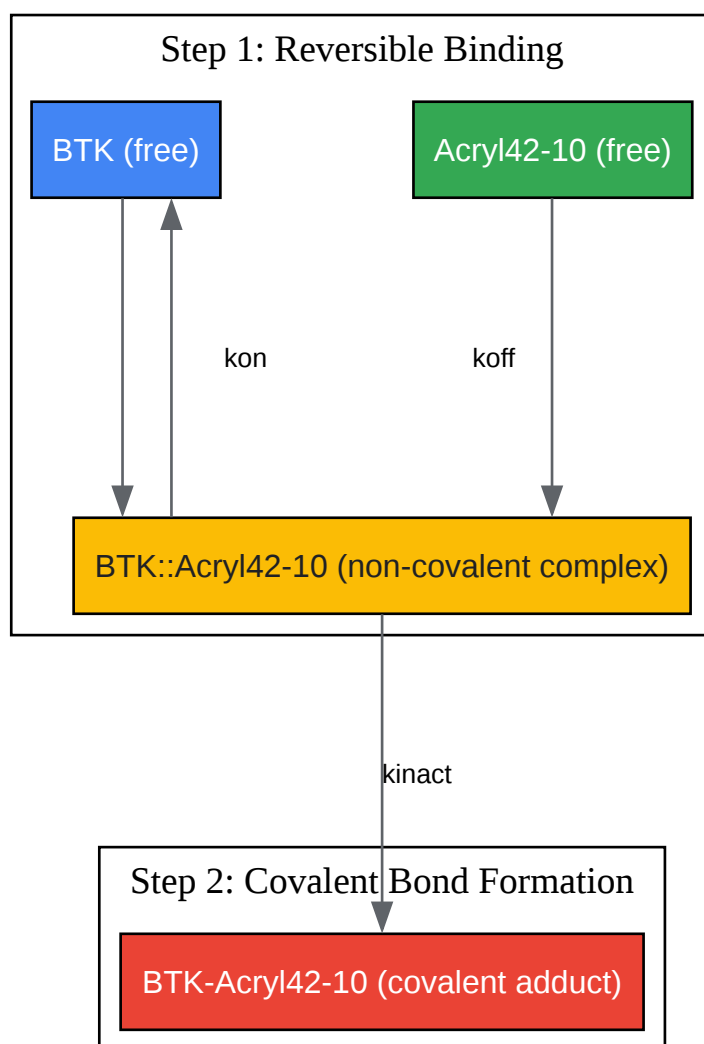 Step 1: Reversible Binding
BTK (free)
Acryl42-10 (free)
kon
koff
BTK::Acryl42-10 (non-covalent complex)
kinact
Step 2: Covalent Bond Formation
BTK-Acryl42-10 (covalent adduct)